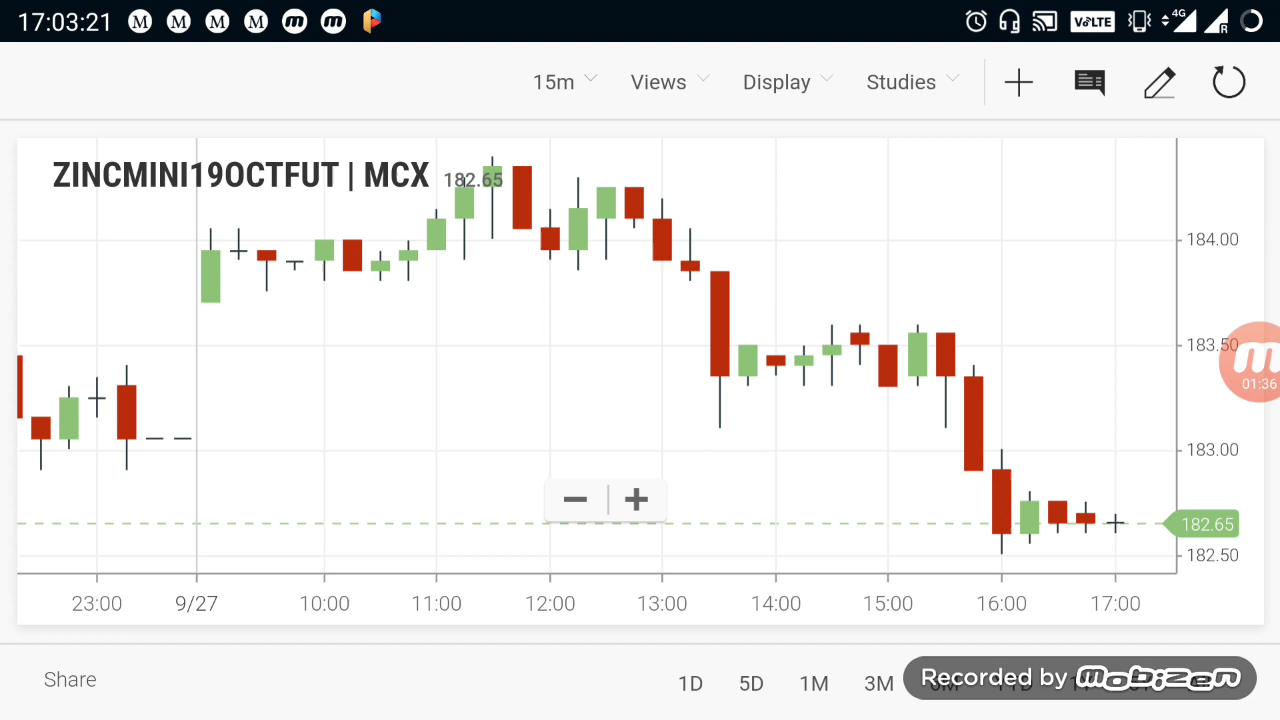 17:03:21 M M M M m m 4G VoLTE R
15m Views Display Studies
ZINCMINI19OCTFUT | MCX 182.65
184.00
183.50
01:36
183.00
182.65
182.50
23:00 9/27 10:00 11:00 12:00 13:00 14:00 15:00 16:00 17:00
Share 1D 5D 1M 3M
Recorded by mobizen